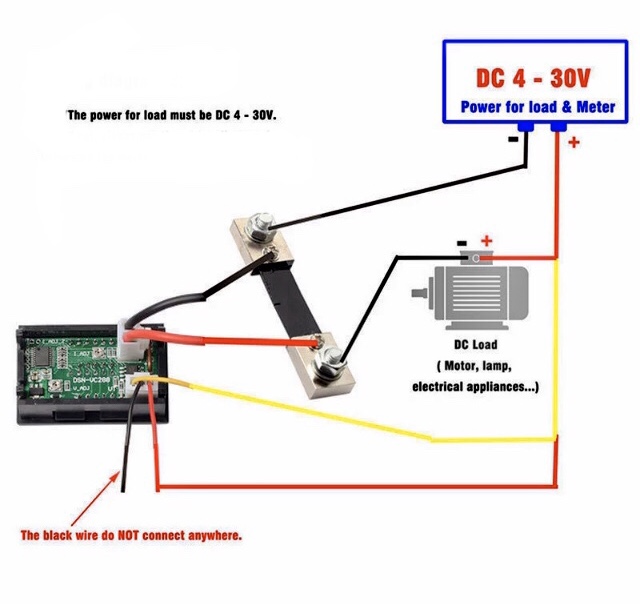 DC 4 - 30V
Power for load & Meter
The power for load must be DC 4 - 30V.
- +
- +
DC Load
( Motor, lamp,
electrical appliances...)
I_ADJ
DSN-VC288
V_ADJ
The black wire do NOT connect anywhere.